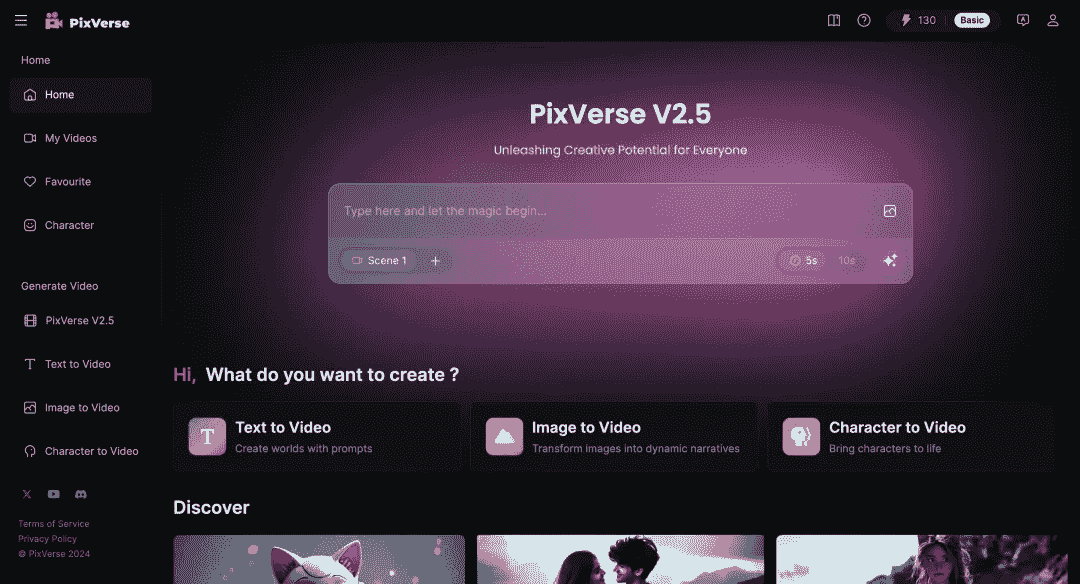 PixVerse
130
Basic
Home
Home
My Videos
Favourite
Character
Generate Video
PixVerse V2.5
Text to Video
Image to Video
Character to Video
Terms of Service
Privacy Policy
© PixVerse 2024
PixVerse V2.5
Unleashing Creative Potential for Everyone
Type here and let the magic begin...
Scene 1 +
5s 10s
Hi, What do you want to create ?
Text to Video
Create worlds with prompts
Image to Video
Transform images into dynamic narratives
Character to Video
Bring characters to life
Discover